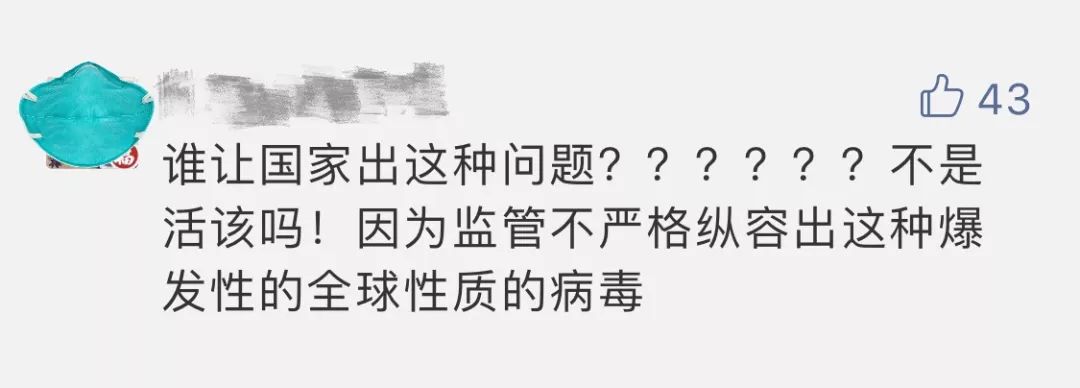 43
谁让国家出这种问题？？？？？？不是
活该吗！因为监管不严格纵容出这种爆
发性的全球性质的病毒